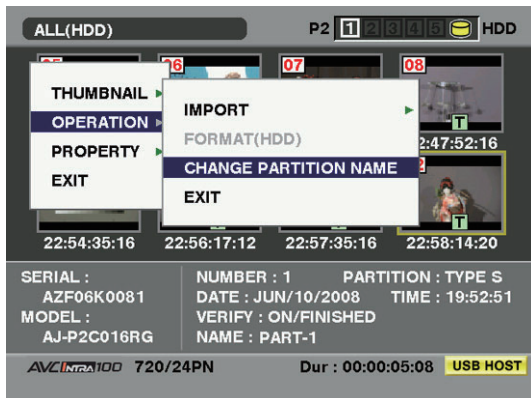 ALL(HDD) P2 1 2 3 4 5 HDD
06 07 08
THUMBNAIL
OPERATION
PROPERTY
EXIT
IMPORT
FORMAT(HDD)
CHANGE PARTITION NAME
EXIT
T
2:47:52:16
T
22:54:35:16 22:56:17:12 22:57:35:16 22:58:14:20
SERIAL :
AZF06K0081
MODEL :
AJ-P2C016RG
NUMBER : 1 PARTITION : TYPE S
DATE : JUN/10/2008 TIME : 19:52:51
VERIFY : ON/FINISHED
NAME : PART-1
AVC INTRA 100 720/24PN Dur : 00:00:05:08 USB HOST